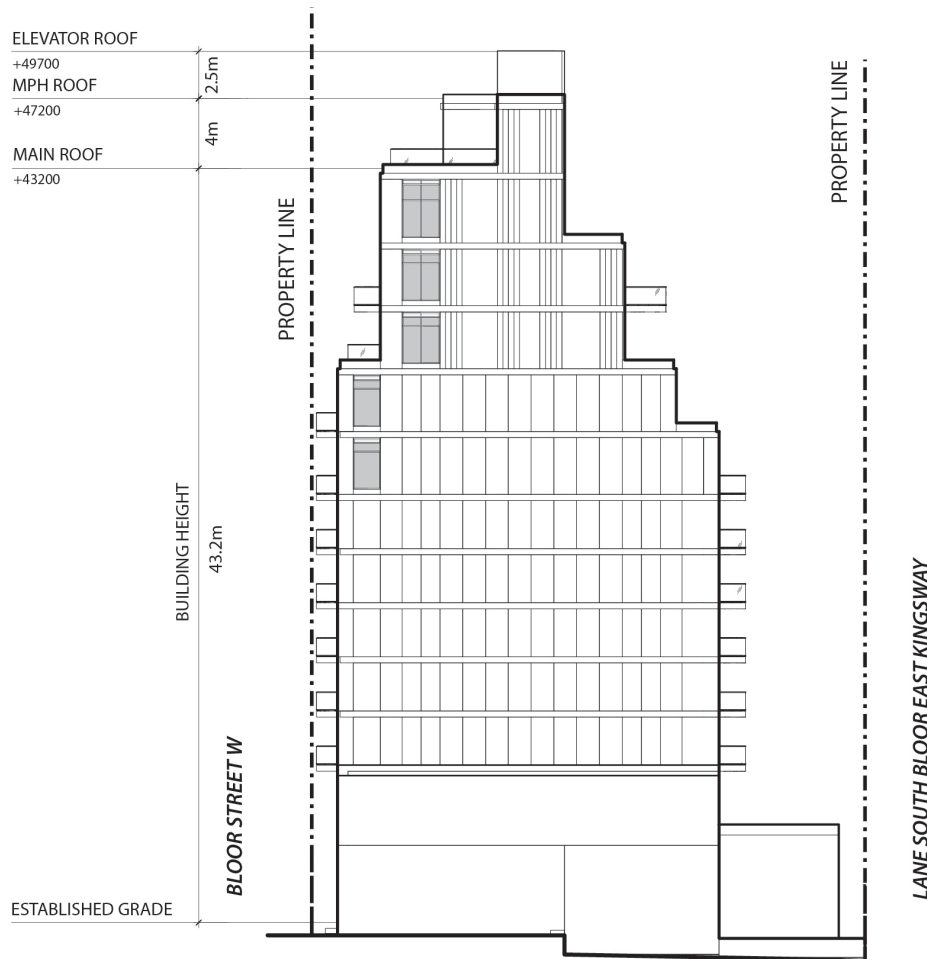 ELEVATOR ROOF
+49700
2.5m
MPH ROOF
+47200
4m
MAIN ROOF
+43200
PROPERTY LINE
PROPERTY LINE
BUILDING HEIGHT
43.2m
BLOOR STREET W
LANE SOUTH BLOOR EAST KINGSWAY
ESTABLISHED GRADE